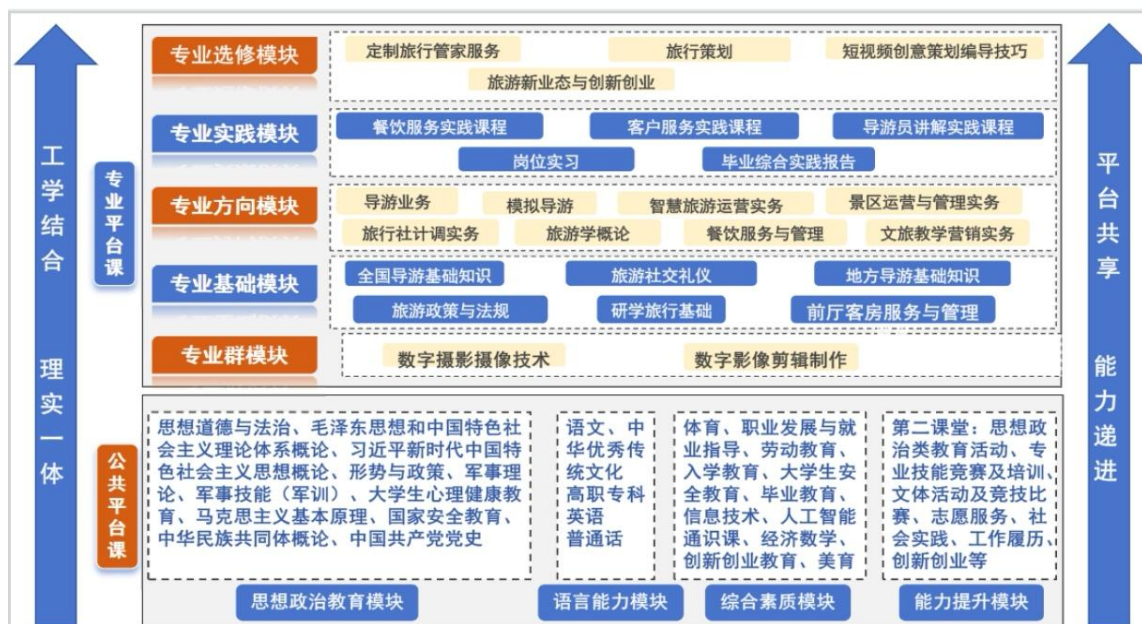 工学结合 理实一体
专业平台课
专业选修模块
定制旅行管家服务 旅行策划 短视频创意策划编导技巧
旅游新业态与创新创业
专业实践模块
餐饮服务实践课程 客户服务实践课程 导游员讲解实践课程
岗位实习 毕业综合实践报告
专业方向模块
导游业务 模拟导游 智慧旅游运营实务 景区运营与管理实务
旅行社计调实务 旅游学概论 餐饮服务与管理 文旅教学营销实务
专业基础模块
全国导游基础知识 旅游社交礼仪 地方导游基础知识
旅游政策与法规 研学旅行基础 前厅客房服务与管理
专业群模块
数字摄影摄像技术 数字影像剪辑制作
公共平台课
思想道德与法治、毛泽东思想和中国特色社
会主义理论体系概论、习近平新时代中国特
色社会主义思想概论、形势与政策、军事理
论、军事技能（军训）、大学生心理健康教
育、马克思主义基本原理、国家安全教育、
中华民族共同体概论、中国共产党党史
思想政治教育模块
语文、中
华优秀传
统文化
高职专科
英语
普通话
语言能力模块
体育、职业发展与就
业指导、劳动教育、
入学教育、大学生安
全教育、毕业教育、
信息技术、人工智能
通识课、经济数学、
创新创业教育、美育
综合素质模块
第二课堂：思想政
治类教育活动、专
业技能竞赛及培训、
文体活动及竞技比
赛、志愿服务、社
会实践、工作履历、
创新创业等
能力提升模块
平台共享 能力递进